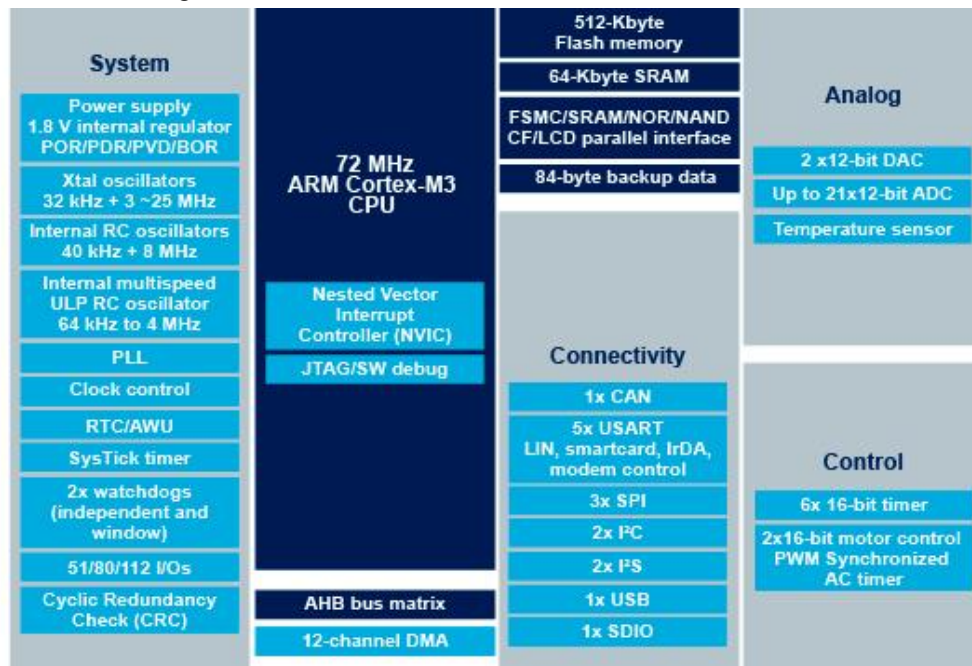 System
Power supply
1.8 V internal regulator
POR/PDR/PVD/BOR
Xtal oscillators
32 kHz + 3 ~25 MHz
Internal RC oscillators
40 kHz + 8 MHz
Internal multispeed
ULP RC oscillator
64 kHz to 4 MHz
PLL
Clock control
RTC/AWU
SysTick timer
2x watchdogs
(independent and
window)
51/80/112 I/Os
Cyclic Redundancy
Check (CRC)
72 MHz
ARM Cortex-M3
CPU
Nested Vector
Interrupt
Controller (NVIC)
JTAG/SW debug
AHB bus matrix
12-channel DMA
512-Kbyte
Flash memory
64-Kbyte SRAM
FSMC/SRAM/NOR/NAND
CF/LCD parallel interface
84-byte backup data
Connectivity
1x CAN
5x USART
LIN, smartcard, IrDA,
modem control
3x SPI
2x I²C
2x I²S
1x USB
1x SDIO
Analog
2 x12-bit DAC
Up to 21x12-bit ADC
Temperature sensor
Control
6x 16-bit timer
2x16-bit motor control
PWM Synchronized
AC timer